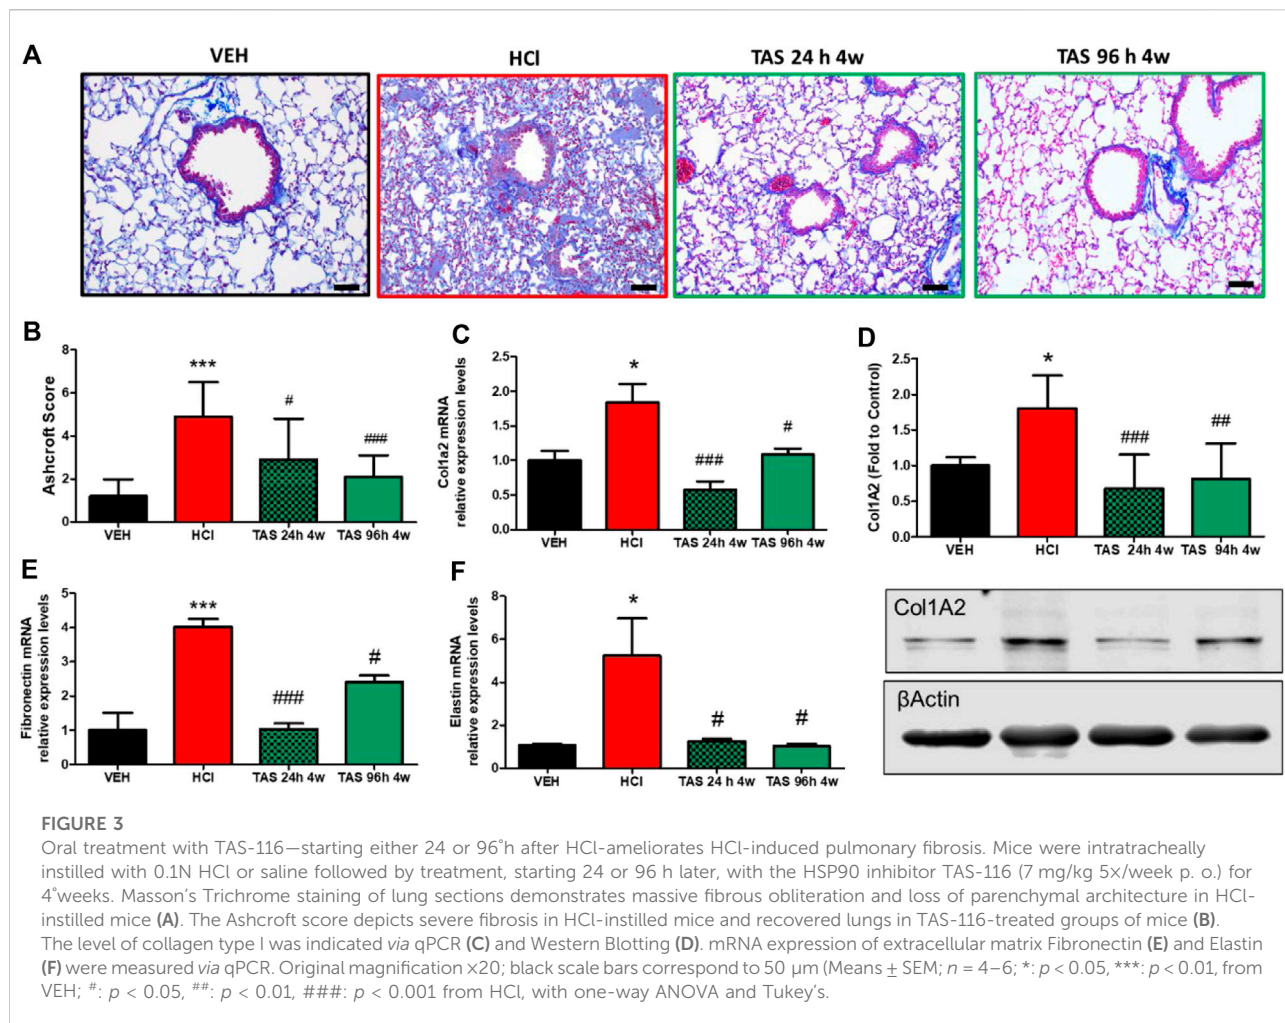 A
VEH
HCl
TAS 24 h 4w
TAS 96 h 4w
B
Ashcroft Score
8
6
4
2
0
***
#
###
VEH
HCl
TAS 24h 4w
TAS 96h 4w
C
Col1a2 mRNA
relative expression levels
2.5
2.0
1.5
1.0
0.5
0.0
*
###
#
VEH
HCl
TAS 24h 4w
TAS 96h 4w
D
Col1A2 (Fold to Control)
2.5
2.0
1.5
1.0
0.5
0.0
*
###
##
VEH
HCl
TAS 24h 4w
TAS 94h 4w
E
Fibronectin mRNA
relative expression levels
5
4
3
2
1
0
***
###
#
VEH
HCl
TAS 24h 4w
TAS 96h 4w
F
Elastin mRNA
relative expression levels
8
6
4
2
0
*
#
#
VEH
HCl
TAS 24 h 4w
TAS 96h 4w
Col1A2
βActin
FIGURE 3
Oral treatment with TAS-116—starting either 24 or 96°h after HCl-ameliorates HCl-induced pulmonary fibrosis. Mice were intratracheally
instilled with 0.1N HCl or saline followed by treatment, starting 24 or 96 h later, with the HSP90 inhibitor TAS-116 (7 mg/kg 5×/week p. o.) for
4°weeks. Masson's Trichrome staining of lung sections demonstrates massive fibrous obliteration and loss of parenchymal architecture in HCl-
instilled mice (A). The Ashcroft score depicts severe fibrosis in HCl-instilled mice and recovered lungs in TAS-116-treated groups of mice (B).
The level of collagen type I was indicated via qPCR (C) and Western Blotting (D). mRNA expression of extracellular matrix Fibronectin (E) and Elastin
(F) were measured via qPCR. Original magnification ×20; black scale bars correspond to 50 μm (Means ± SEM; n = 4–6; *: p < 0.05, ***: p < 0.01, from
VEH; #: p < 0.05, ##: p < 0.01, ###: p < 0.001 from HCl, with one-way ANOVA and Tukey's.